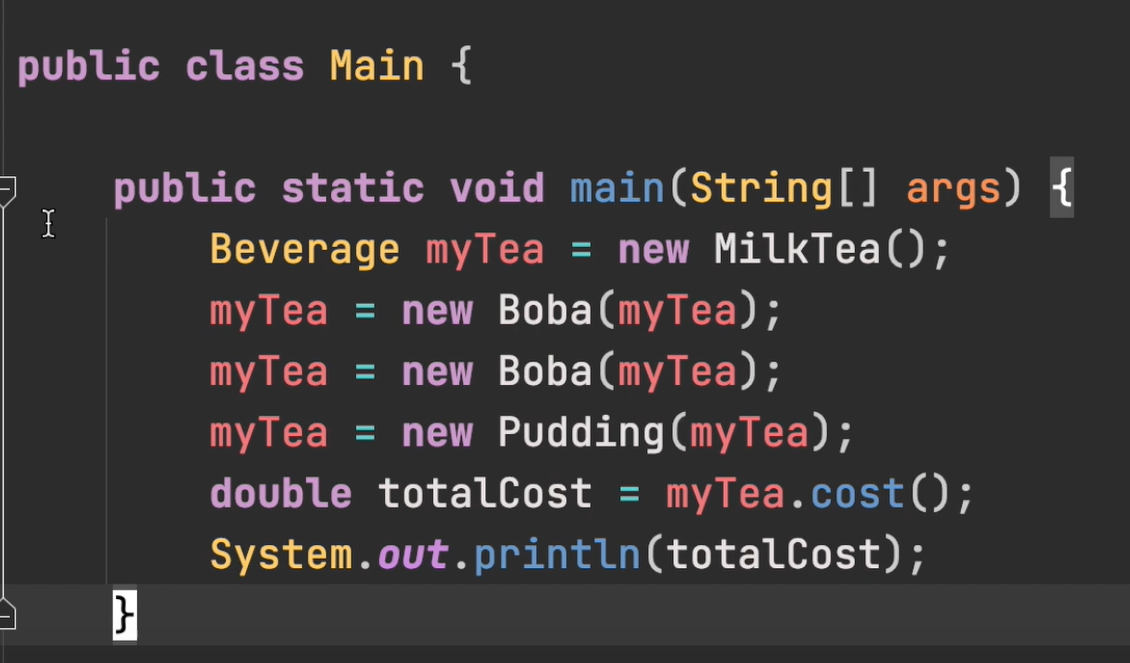 public class Main {
public static void main(String[] args) {
Beverage myTea = new MilkTea();
myTea = new Boba(myTea);
myTea = new Boba(myTea);
myTea = new Pudding(myTea);
double totalCost = myTea.cost();
System.out.println(totalCost);
}